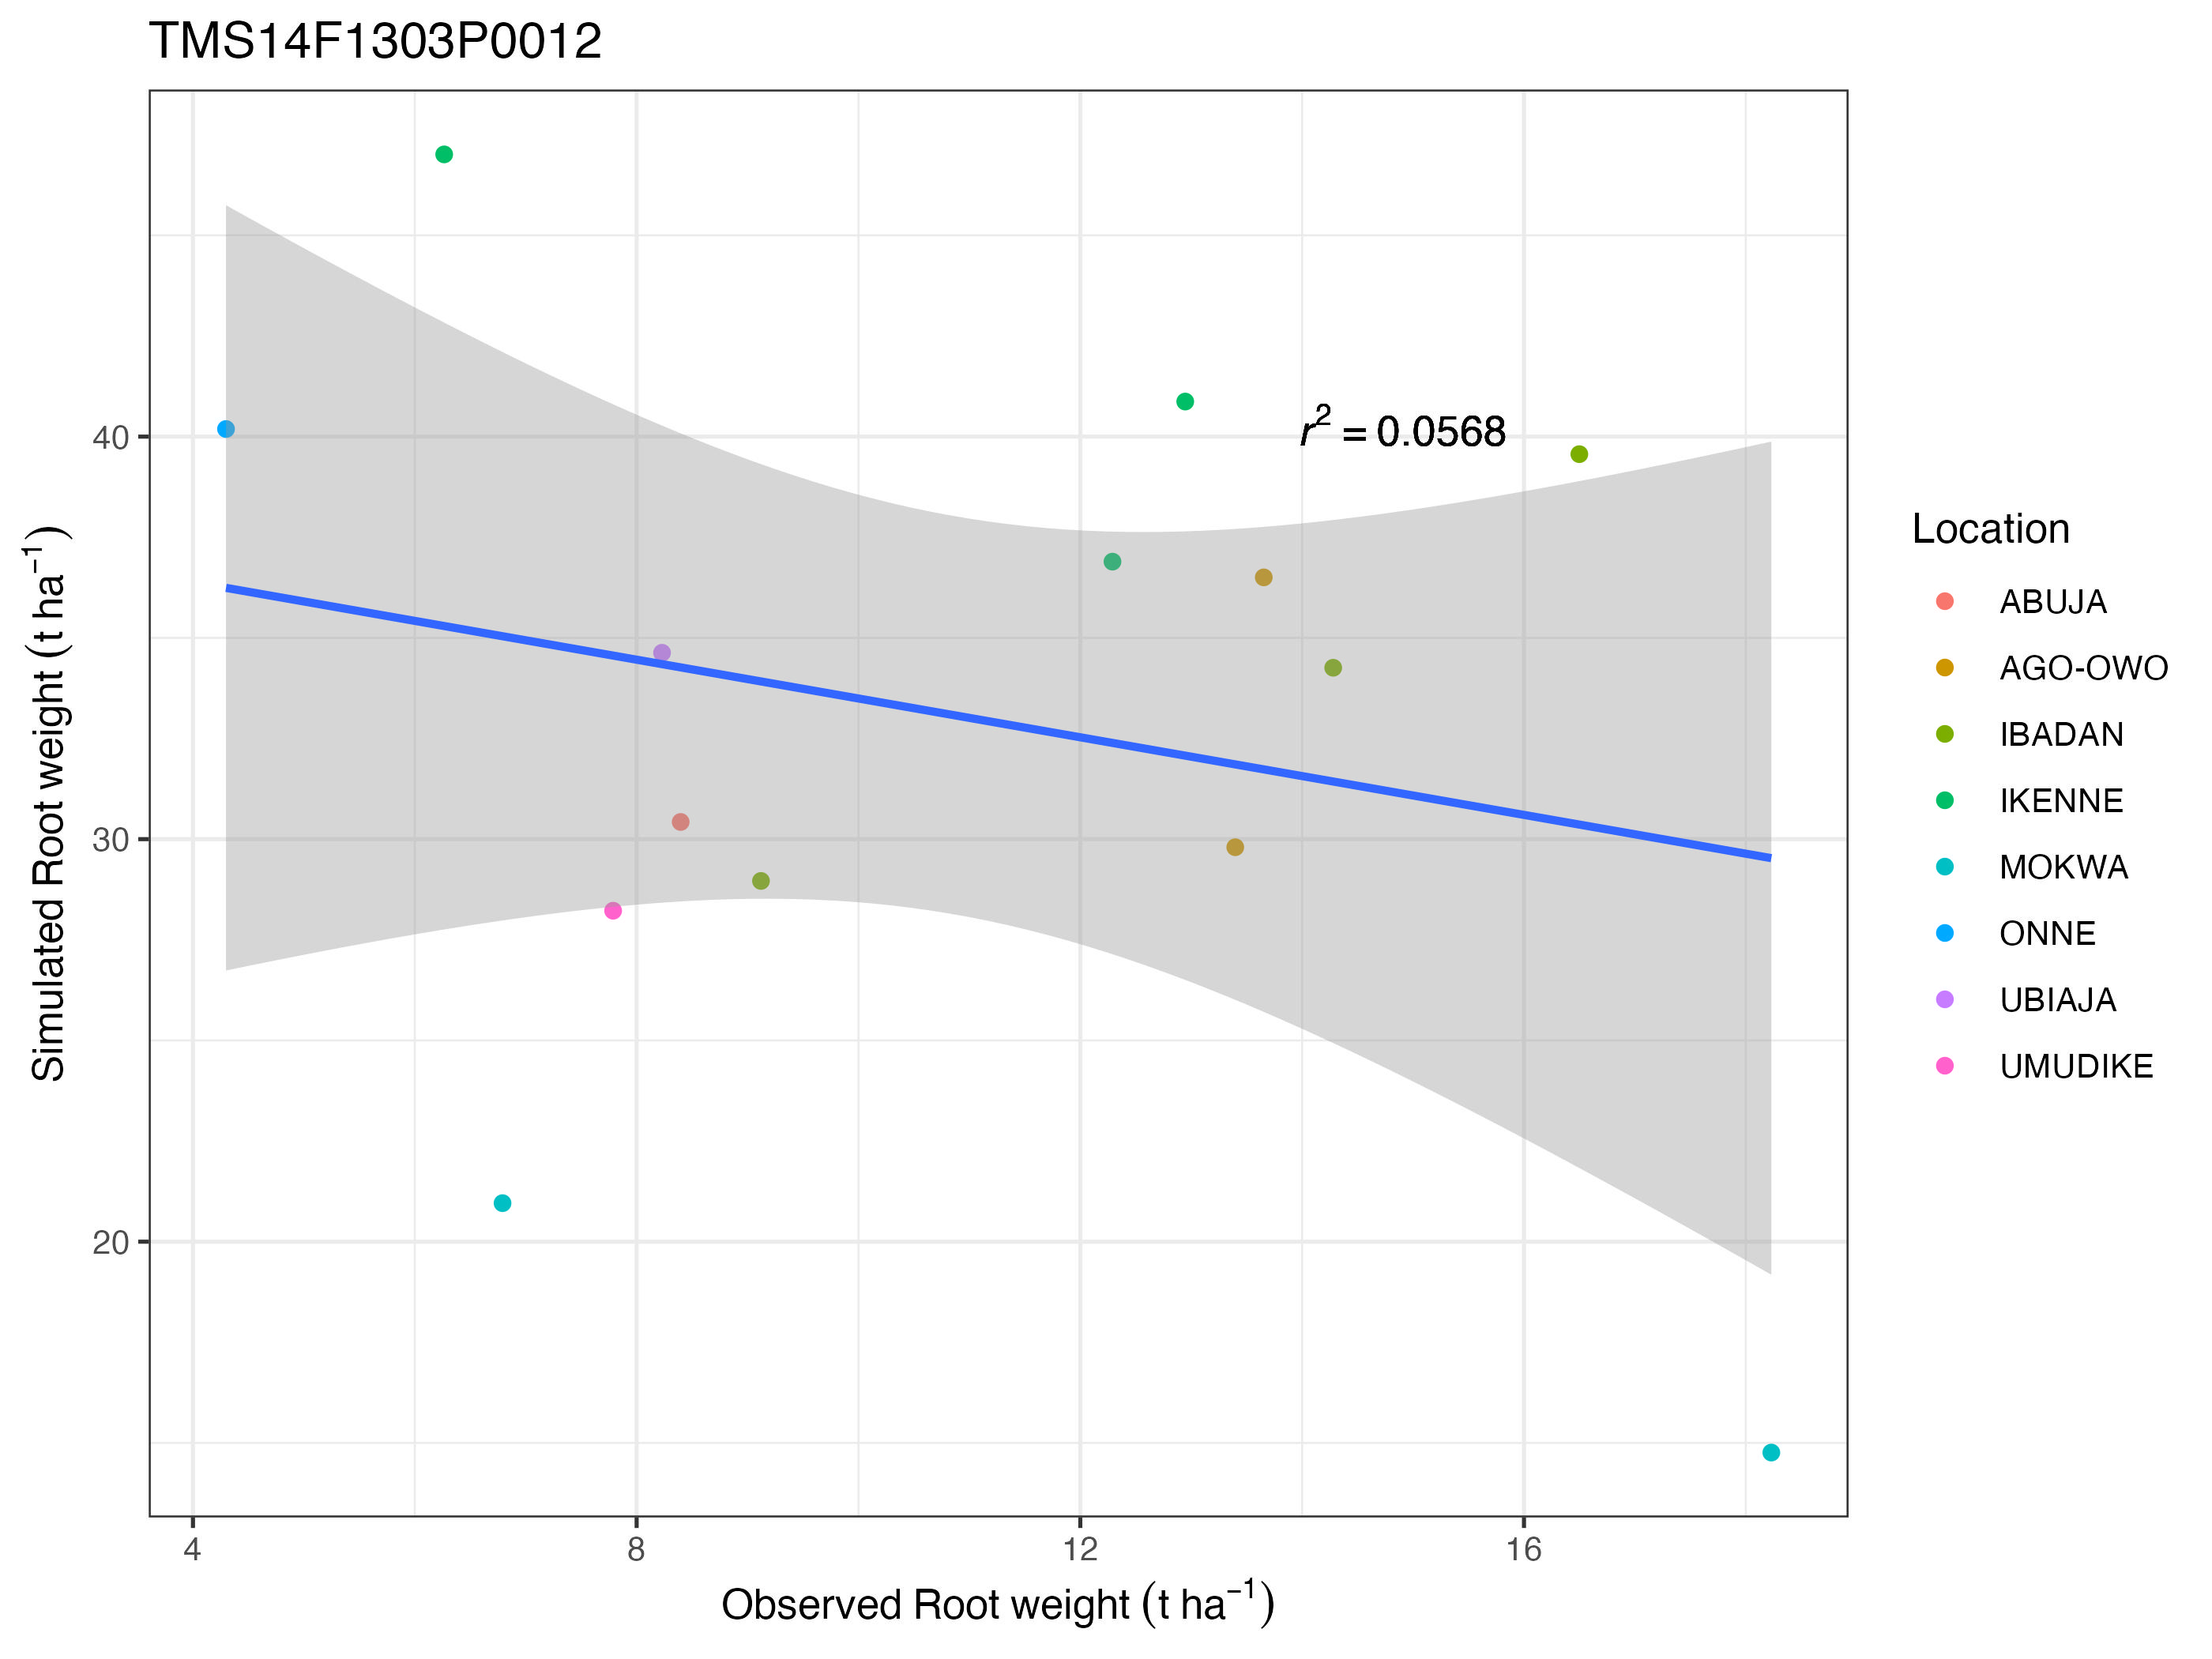 TMS14F1303P0012
40
30
20
4
8
12
16
Simulated Root weight (t ha⁻¹)
Observed Root weight (t ha⁻¹)
r² = 0.0568
Location
ABUJA
AGO-OWO
IBADAN
IKENNE
MOKWA
ONNE
UBIAJA
UMUDIKE